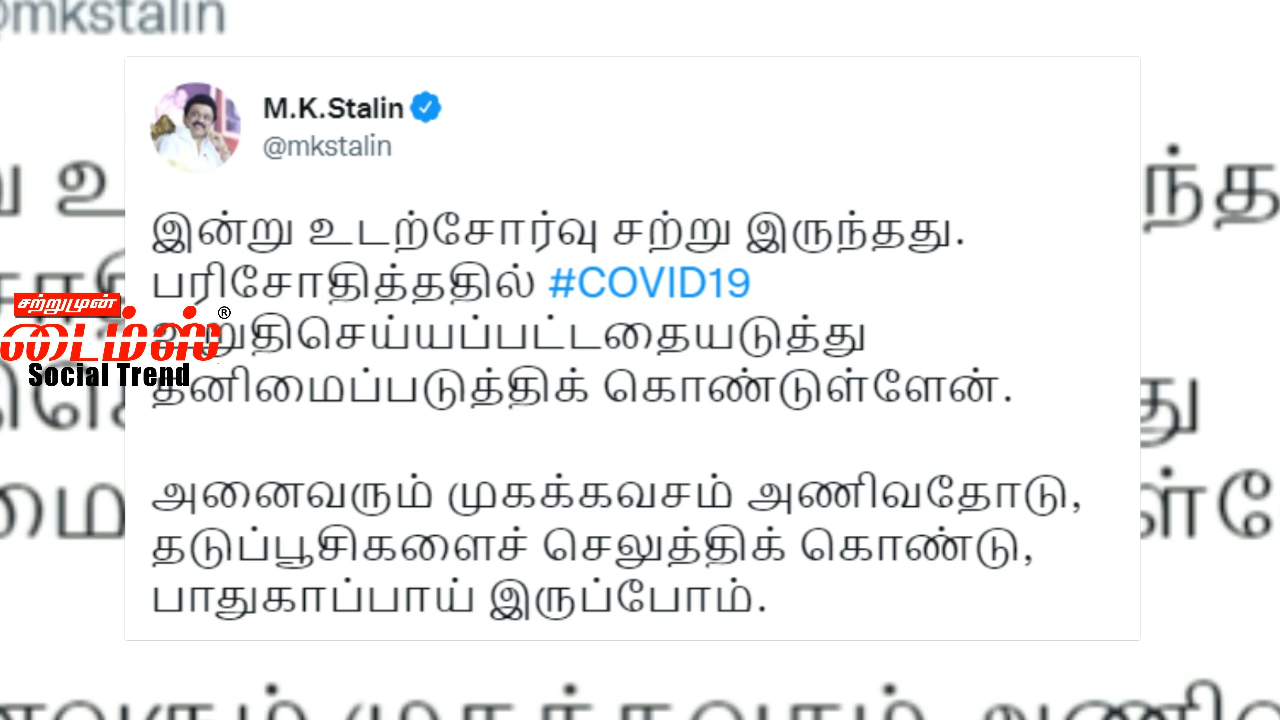 @mkstalin
M.K.Stalin
@mkstalin
இன்று உடற்சோர்வு சற்று இருந்தது.
பரிசோதித்ததில் #COVID19
உறுதிசெய்யப்பட்டதையடுத்து
தனிமைப்படுத்திக் கொண்டுள்ளேன்.
அனைவரும் முகக்கவசம் அணிவதோடு,
தடுப்பூசிகளைச் செலுத்திக் கொண்டு,
பாதுகாப்பாய் இருப்போம்.
சற்றுமுன்
டைம்ஸ்®
Social Trend